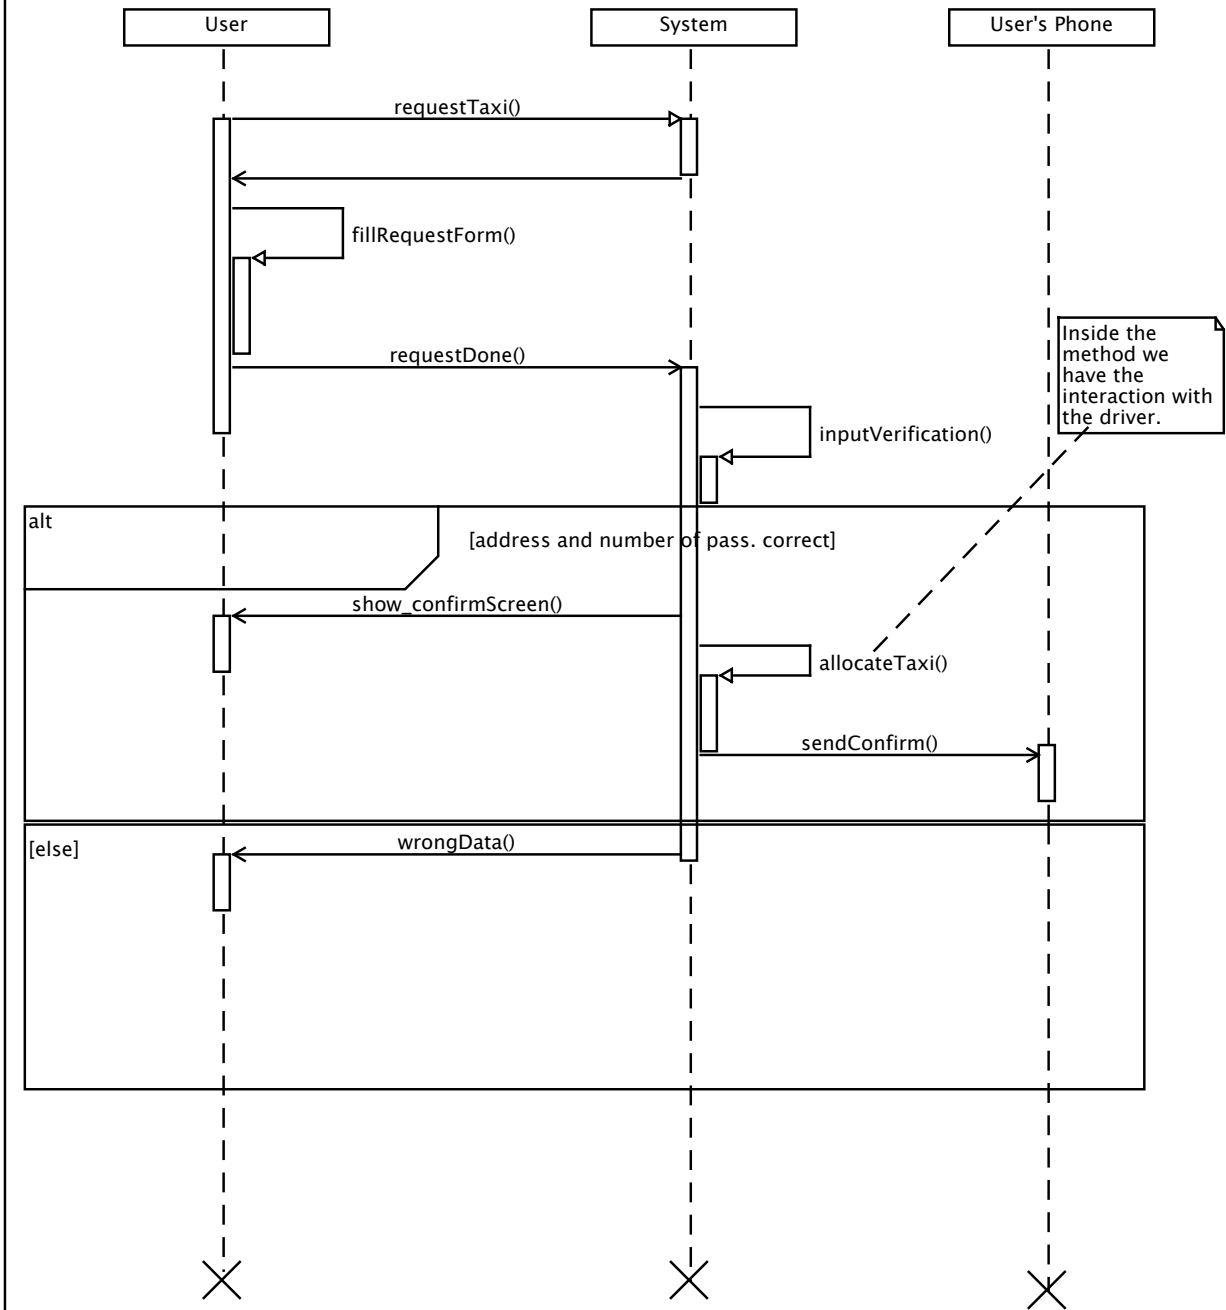 User
System
User's Phone
requestTaxi()
fillRequestForm()
Inside the
method we
have the
interaction with
the driver.
requestDone()
inputVerification()
alt
[address and number of pass. correct]
show_confirmScreen()
allocateTaxi()
sendConfirm()
wrongData()
[else]